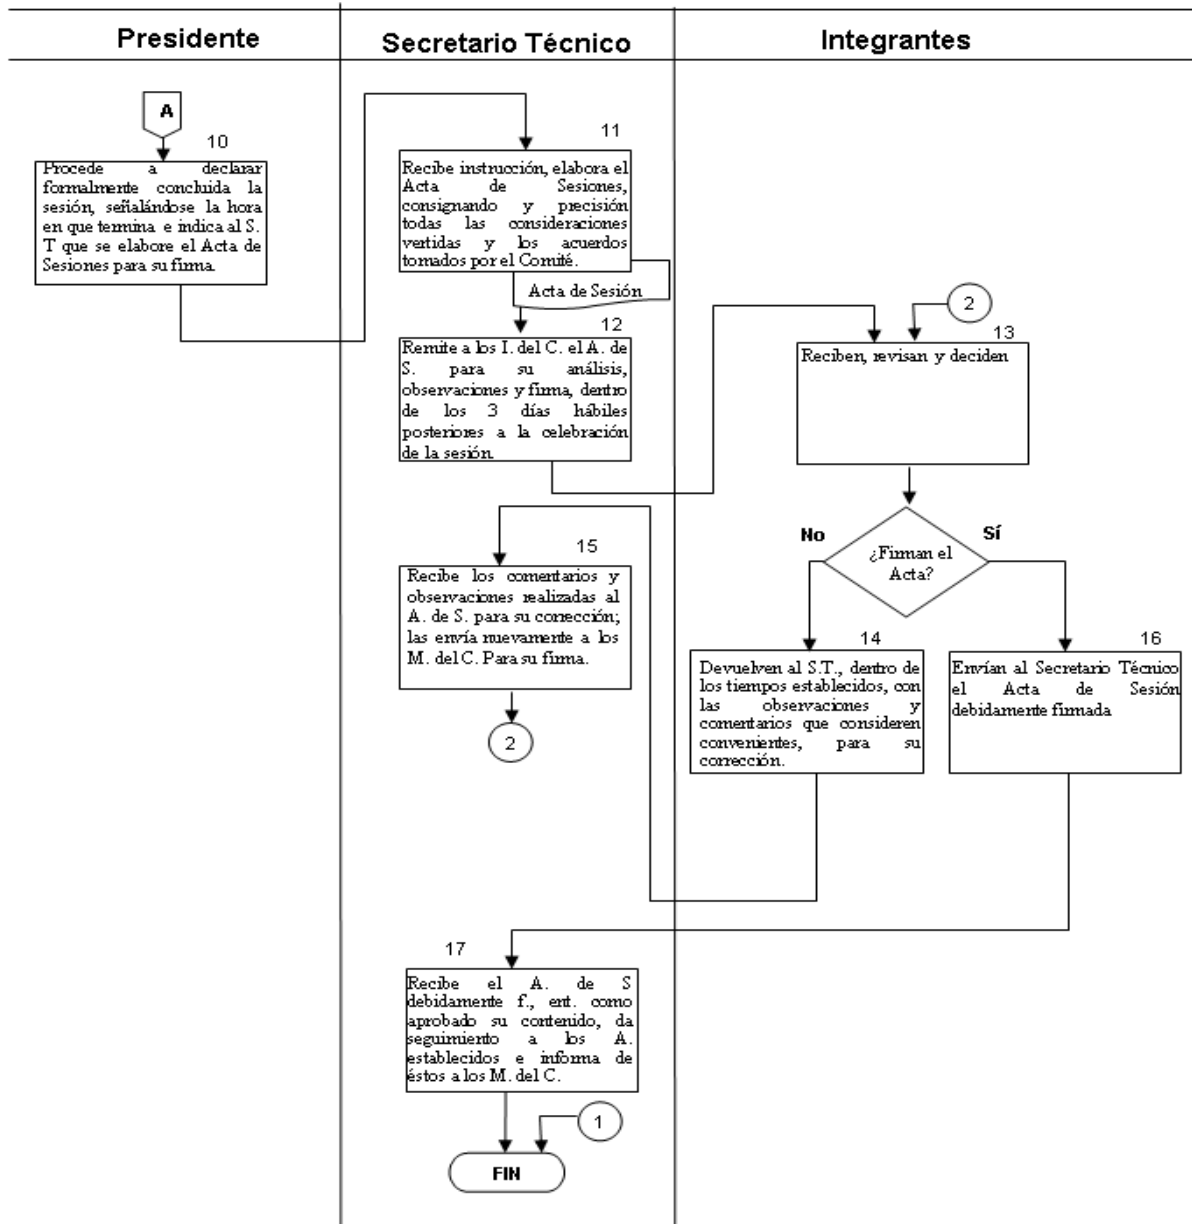 Presidente
Secretario Técnico
Integrantes
A
10
Procede a declarar
formalmente concluida la
sesión, señalándose la hora
en que termina e indica al S.
T que se elabore el Acta de
Sesiones para su firma.
11
Recibe instrucción, elabora el
Acta de Sesiones,
consignando y precisión
todas las consideraciones
vertidas y los acuerdos
tomados por el Comité.
Acta de Sesión
12
Remite a los I. del C. el A. de
S. para su análisis,
observaciones y firma, dentro
de los 3 días hábiles
posteriores a la celebración
de la sesión.
2
13
Reciben, revisan y deciden
¿Firman el
Acta?
No
Sí
14
Devuelven al S.T., dentro de
los tiempos establecidos, con
las observaciones y
comentarios que consideren
convenientes, para su
corrección.
15
Recibe los comentarios y
observaciones realizadas al
A. de S. para su corrección;
las envía nuevamente a los
M. del C. Para su firma.
2
16
Envían al Secretario Técnico
el Acta de Sesión
debidamente firmada
17
Recibe el A. de S
debidamente f., ent. como
aprobado su contenido, da
seguimiento a los A.
establecidos e informa de
éstos a los M. del C.
1
FIN